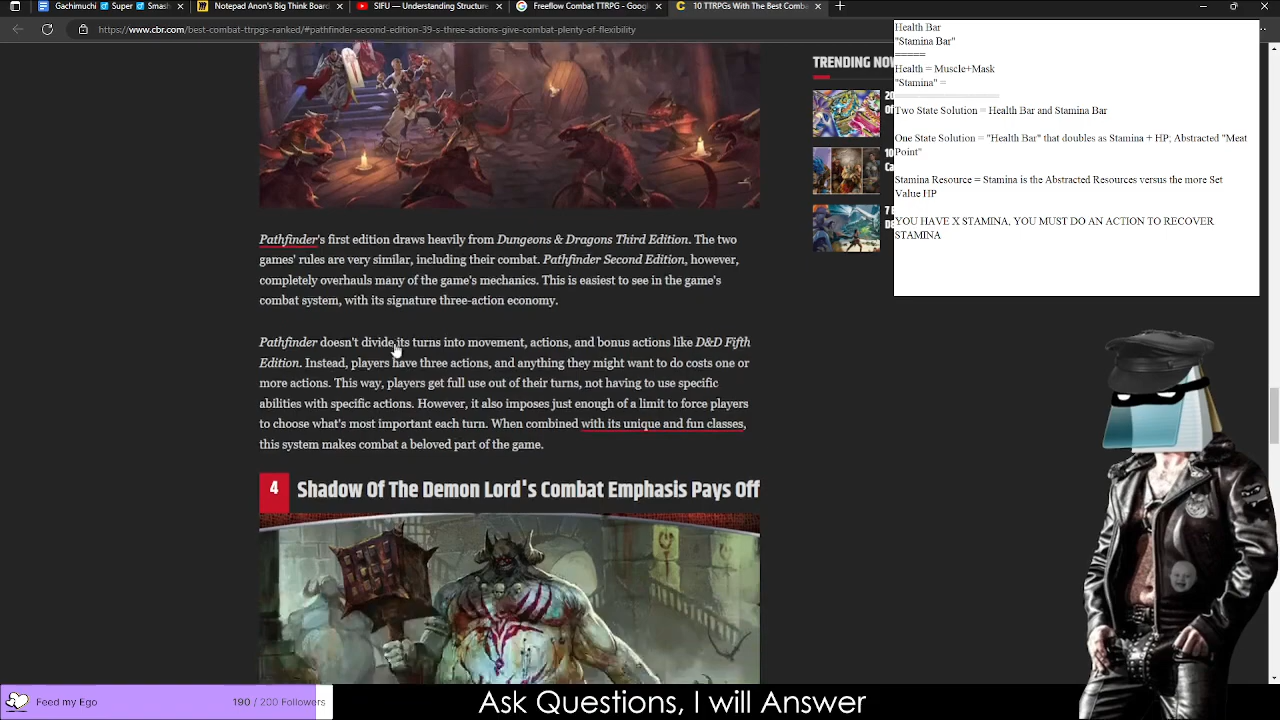 Gachimuchi 🤼 Super 🤼 Smash
Notepad Anon's Big Think Board
SIFU — Understanding Structure
Freeflow Combat TTRPG - Googl
10 TTRPGs With The Best Comba
https://www.cbr.com/best-combat-ttrpgs-ranked/#pathfinder-second-edition-39-s-three-actions-give-combat-plenty-of-flexibility
Health Bar
"Stamina Bar"
=====
Health = Muscle+Mask
"Stamina" =
Two State Solution = Health Bar and Stamina Bar
One State Solution = "Health Bar" that doubles as Stamina + HP; Abstracted "Meat
Point"
Stamina Resource = Stamina is the Abstracted Resources versus the more Set
Value HP
YOU HAVE X STAMINA, YOU MUST DO AN ACTION TO RECOVER
STAMINA
TRENDING NOW
Pathfinder's first edition draws heavily from Dungeons & Dragons Third Edition. The two
games' rules are very similar, including their combat. Pathfinder Second Edition, however,
completely overhauls many of the game's mechanics. This is easiest to see in the game's
combat system, with its signature three-action economy.
Pathfinder doesn't divide its turns into movement, actions, and bonus actions like D&D Fifth
Edition. Instead, players have three actions, and anything they might want to do costs one or
more actions. This way, players get full use out of their turns, not having to use specific
abilities with specific actions. However, it also imposes just enough of a limit to force players
to choose what's most important each turn. When combined with its unique and fun classes,
this system makes combat a beloved part of the game.
4 Shadow Of The Demon Lord's Combat Emphasis Pays Off
Feed my Ego 190 / 200 Followers
Ask Questions, I will Answer